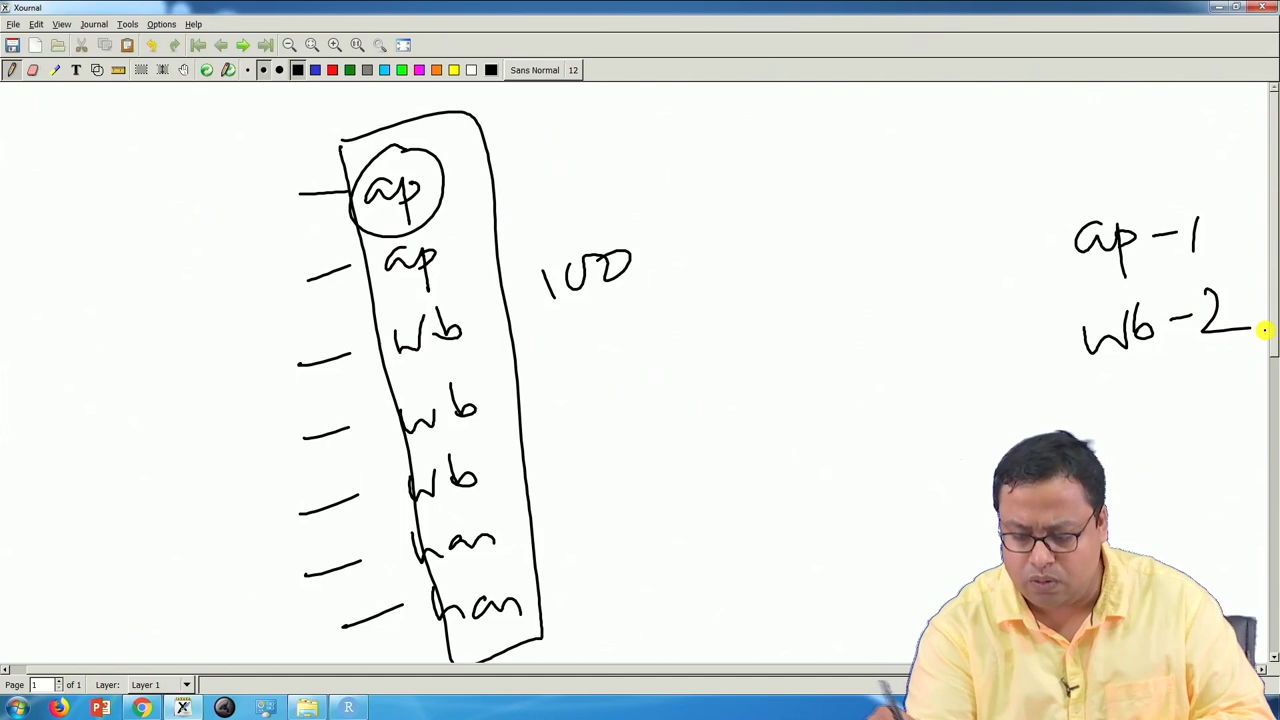 Xournal
File Edit View Journal Tools Options Help
T Sans Normal 12
ap
ap
wb
wb
wb
han
han
100
ap - 1
wb - 2
Page 1 of 1 Layer: Layer 1
R